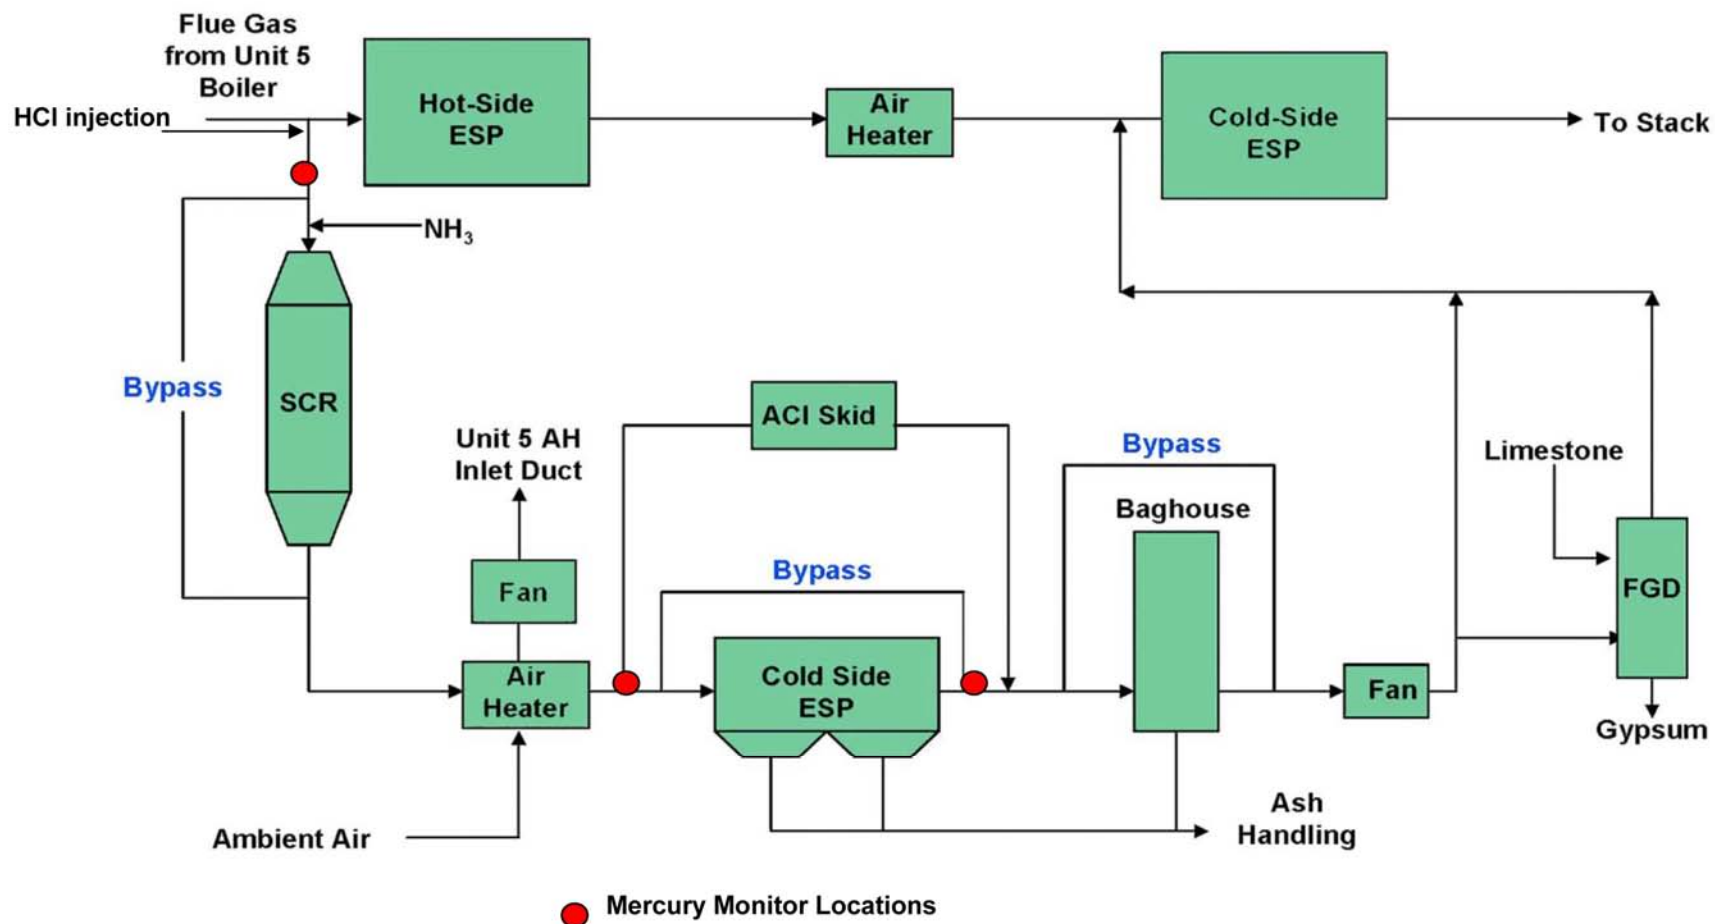 Flue Gas
from Unit 5
Boiler
HCl injection
Hot-Side
ESP
Air
Heater
Cold-Side
ESP
To Stack
NH3
Bypass
SCR
Unit 5 AH
Inlet Duct
ACI Skid
Bypass
Limestone
Baghouse
Bypass
Fan
FGD
Air
Heater
Cold Side
ESP
Fan
Gypsum
Ambient Air
Ash
Handling
Mercury Monitor Locations